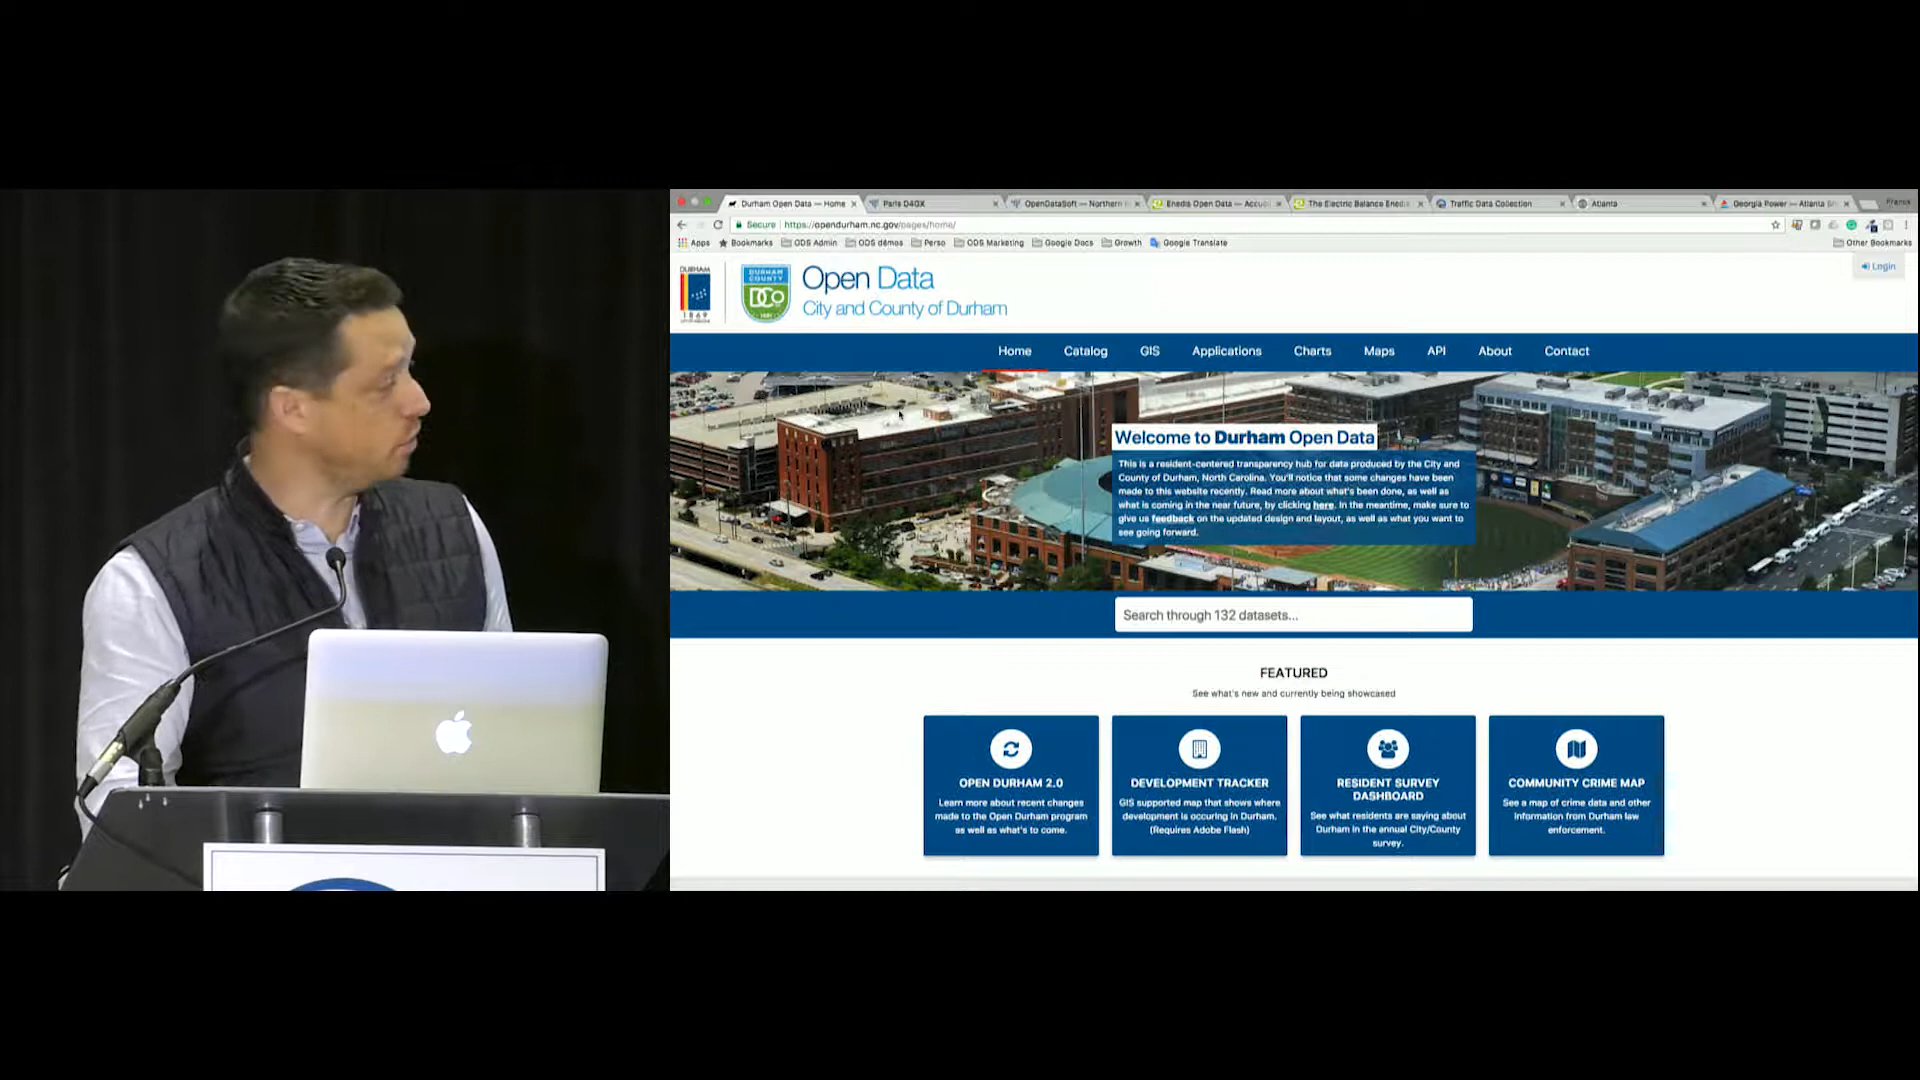 Durham Open Data — Home
Paris D4GX
OpenDataSoft — Northern
Enedis Open Data — Accueil
The Electric Balance Enedis
Traffic Data Collection
Atlanta
Georgia Power — Atlanta
Franck
Secure
https://opendurham.nc.gov/pages/home/
Apps
Bookmarks
ODS Admin
ODS démos
Perso
ODS Marketing
Google Docs
Growth
Google Translate
Other Bookmarks
DURHAM
1869
DURHAM
COUNTY
DCo
Open Data
City and County of Durham
Login
Home
Catalog
GIS
Applications
Charts
Maps
API
About
Contact
Welcome to Durham Open Data
This is a resident-centered transparency hub for data produced by the City and
County of Durham, North Carolina. You'll notice that some changes have been
made to this website recently. Read more about what's been done, as well as
what is coming in the near future, by clicking here. In the meantime, make sure to
give us feedback on the updated design and layout, as well as what you want to
see going forward.
Search through 132 datasets...
FEATURED
See what's new and currently being showcased
OPEN DURHAM 2.0
Learn more about recent changes
made to the Open Durham program
as well as what's to come.
DEVELOPMENT TRACKER
GIS supported map that shows where
development is occuring in Durham.
(Requires Adobe Flash)
RESIDENT SURVEY
DASHBOARD
See what residents are saying about
Durham in the annual City/County
survey.
COMMUNITY CRIME MAP
See a map of crime data and other
information from Durham law
enforcement.